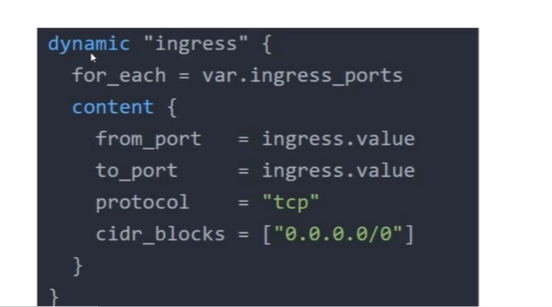 dynamic "ingress" {
  for_each = var.ingress_ports
  content {
    from_port   = ingress.value
    to_port     = ingress.value
    protocol    = "tcp"
    cidr_blocks = ["0.0.0.0/0"]
  }
}